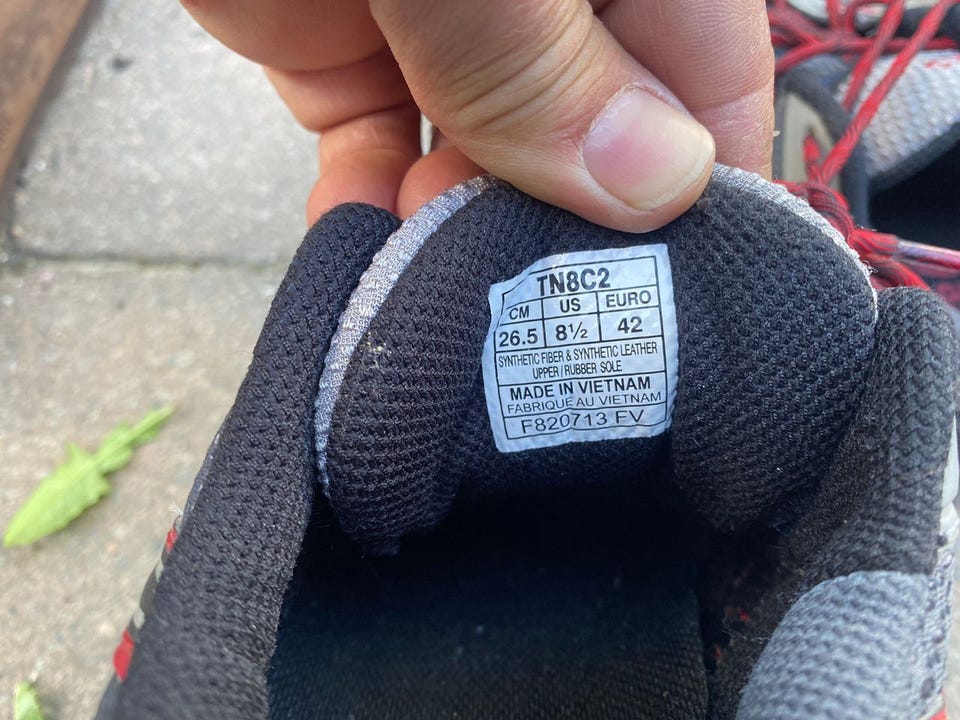 TN8C2
CM US EURO
26.5 8½ 42
SYNTHETIC FIBER & SYNTHETIC LEATHER
UPPER / RUBBER SOLE
MADE IN VIETNAM
FABRIQUE AU VIETNAM
F820713 FV